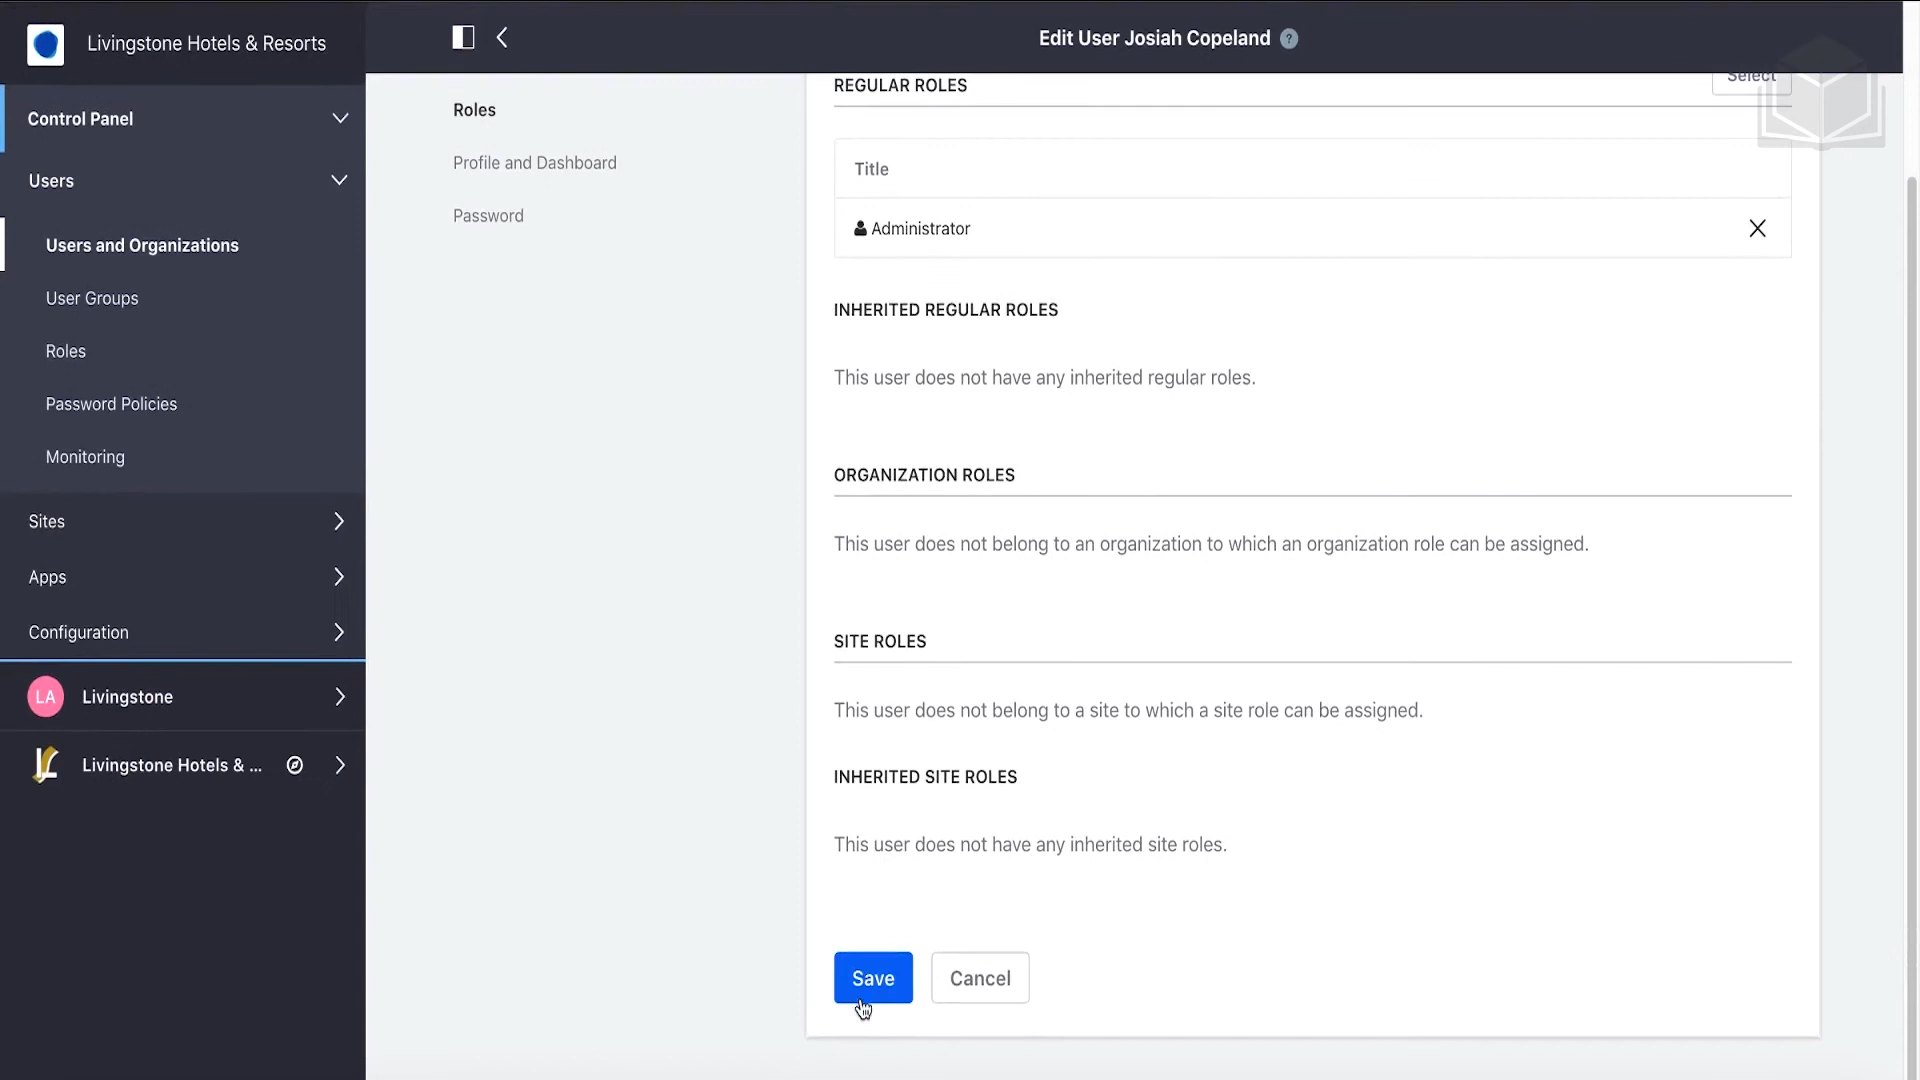 Livingstone Hotels & Resorts
Edit User Josiah Copeland ?
Control Panel
Users
Users and Organizations
User Groups
Roles
Password Policies
Monitoring
Sites
Apps
Configuration
LA Livingstone
Livingstone Hotels & ...
Roles
Profile and Dashboard
Password
REGULAR ROLES
Select
Title
Administrator
INHERITED REGULAR ROLES
This user does not have any inherited regular roles.
ORGANIZATION ROLES
This user does not belong to an organization to which an organization role can be assigned.
SITE ROLES
This user does not belong to a site to which a site role can be assigned.
INHERITED SITE ROLES
This user does not have any inherited site roles.
Save
Cancel